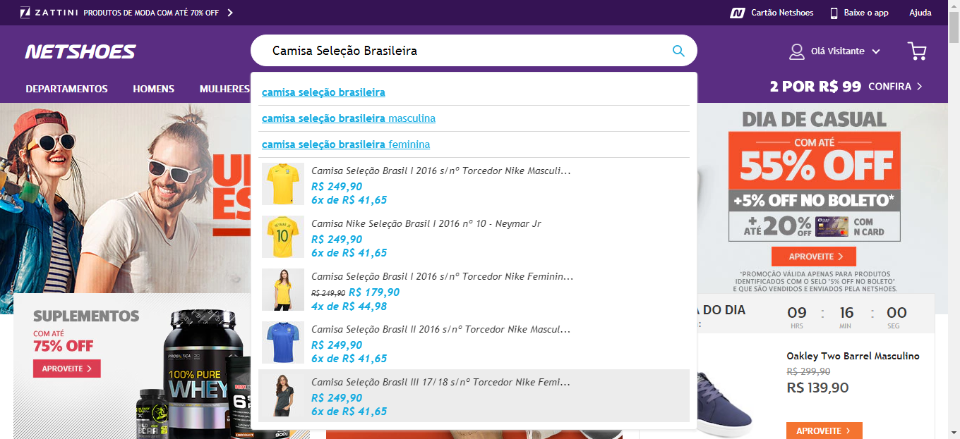 ZATTINI PRODUTOS DE MODA COM ATÉ 70% OFF
Cartão Netshoes
Baixe o app
Ajuda
NETSHOES
Camisa Seleção Brasileira
Olá Visitante
DEPARTAMENTOS HOMENS MULHERES
2 POR R$ 99 CONFIRA
camisa seleção brasileira
camisa seleção brasileira masculina
camisa seleção brasileira feminina
Camisa Seleção Brasil I 2016 s/nº Torcedor Nike Masculi...
R$ 249,90
6x de R$ 41,65
Camisa Nike Seleção Brasil I 2016 nº 10 - Neymar Jr
R$ 249,90
6x de R$ 41,65
Camisa Seleção Brasil I 2016 s/nº Torcedor Nike Feminin...
R$ 249,90 R$ 179,90
4x de R$ 44,98
Camisa Seleção Brasil II 2016 s/nº Torcedor Nike Mascul...
R$ 249,90
6x de R$ 41,65
Camisa Seleção Brasil III 17/18 s/nº Torcedor Nike Femi...
R$ 249,90
6x de R$ 41,65
DIA DE CASUAL
COM ATÉ
55% OFF
+5% OFF NO BOLETO*
+ ATÉ 20% OFF COM N CARD
APROVEITE
*PROMOÇÃO VÁLIDA APENAS PARA PRODUTOS
IDENTIFICADOS COM O SELO '5% OFF NO BOLETO'
E QUE SÃO VENDIDOS E ENVIADOS PELA NETSHOES.
SUPLEMENTOS
COM ATÉ
75% OFF
APROVEITE
100% PURE
WHEY
DO DIA
09 : 16 : 00
HRS MIN SEG
Oakley Two Barrel Masculino
R$ 299,90
R$ 139,90
APROVEITE